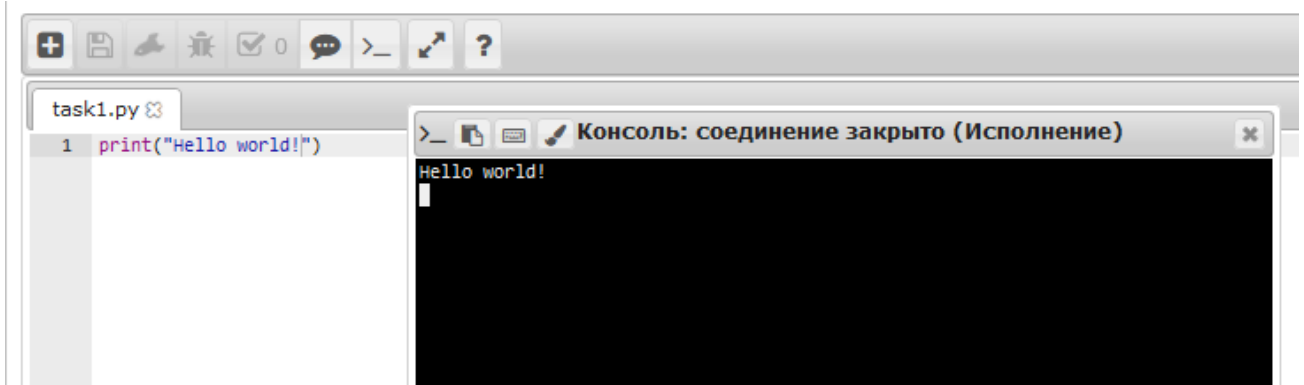 0
>_
?
task1.py
1 print("Hello world!")
>_ Консоль: соединение закрыто (Исполнение)
Hello world!